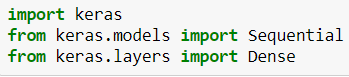 import keras
from keras.models import Sequential
from keras.layers import Dense